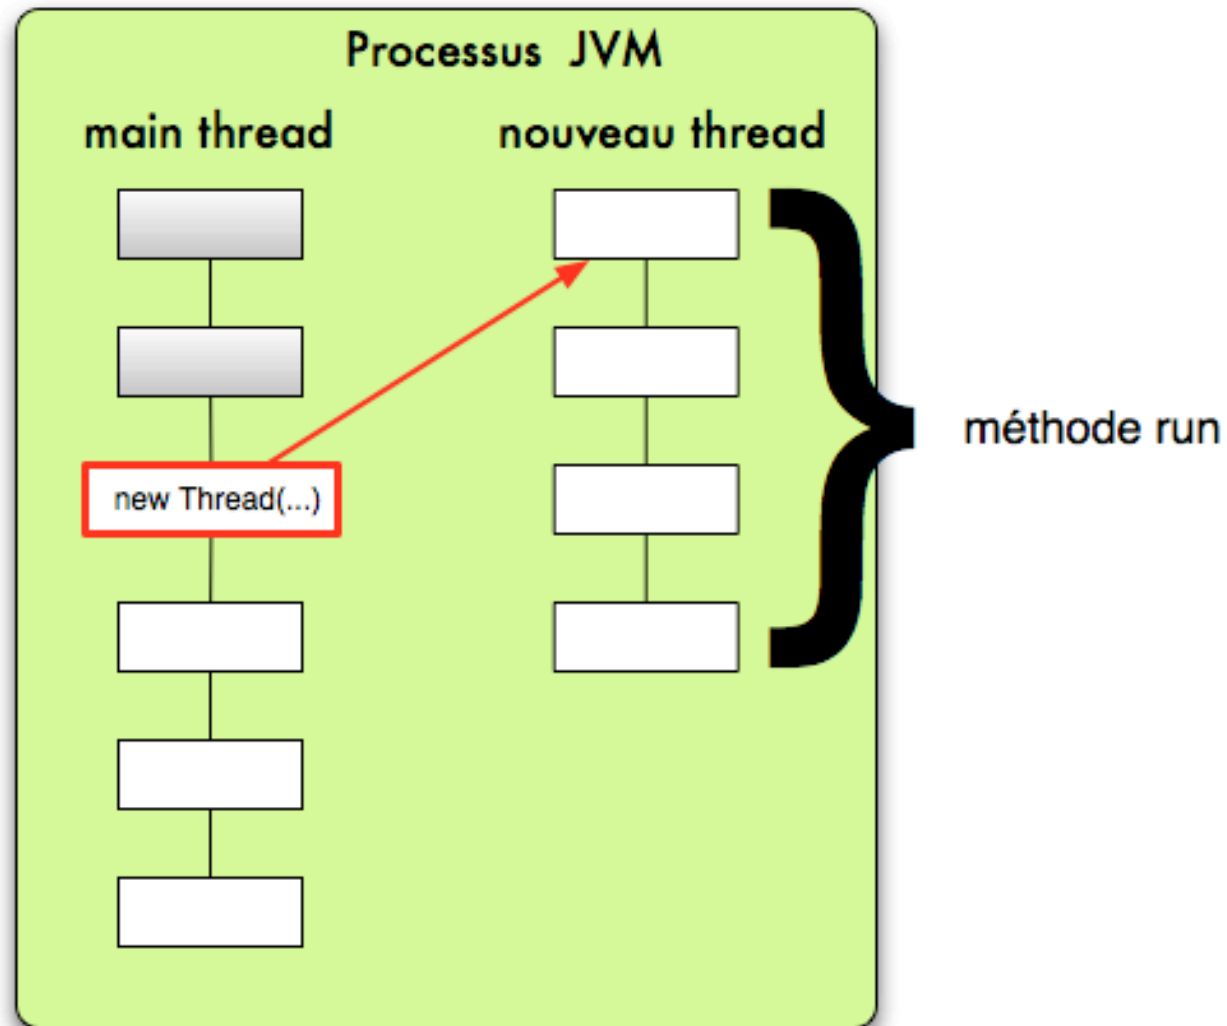 Processus JVM
main thread
nouveau thread
new Thread(...)
méthode run